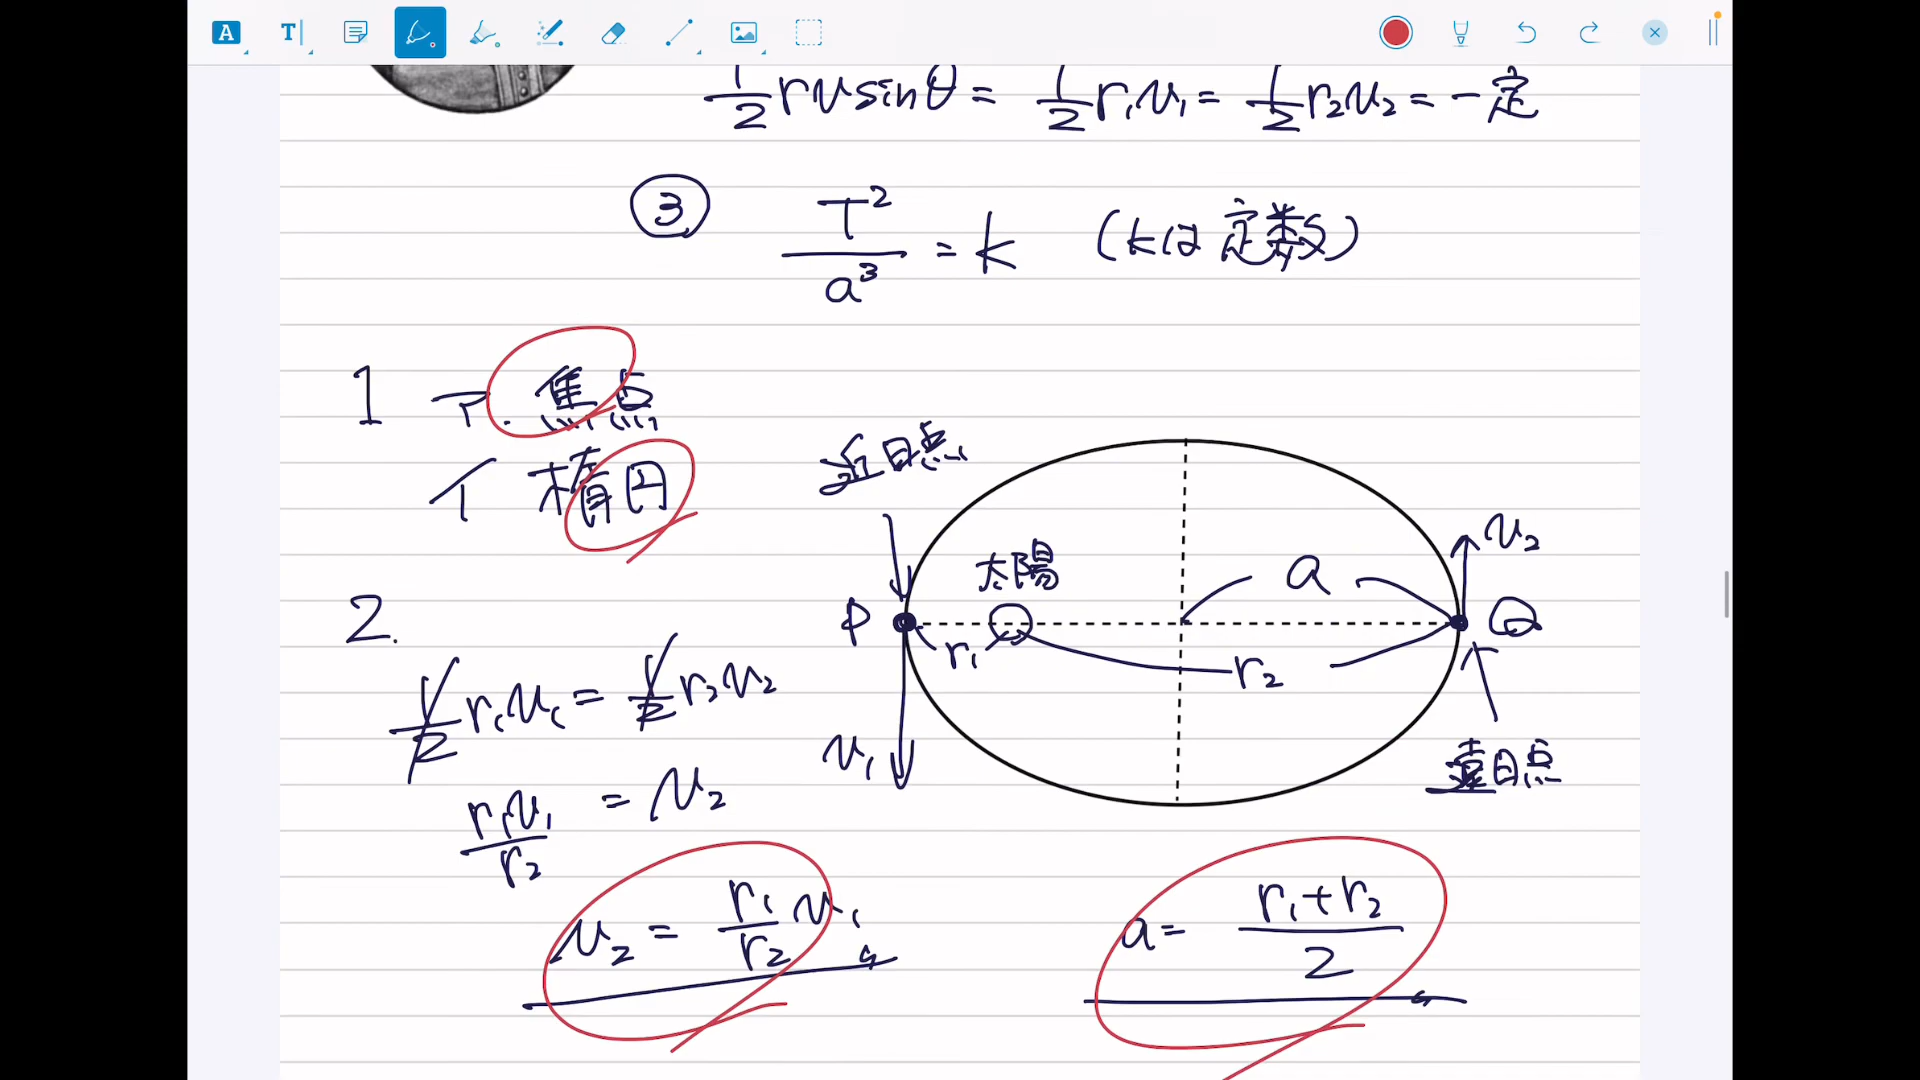 1/2 r v sinθ = 1/2 r₁v₁ = 1/2 r₂v₂ = 一定
③ T²/a³ = k (kは定数)
1 ア. 焦点
イ 楕円
近日点
太陽
P
r₁
a
r₂
v₂
Q
v₁
遠日点
2.
1/2 r₁v₁ = 1/2 r₂v₂
r₁v₁/r₂ = v₂
v₂ = r₁/r₂ v₁
a = (r₁+r₂)/2